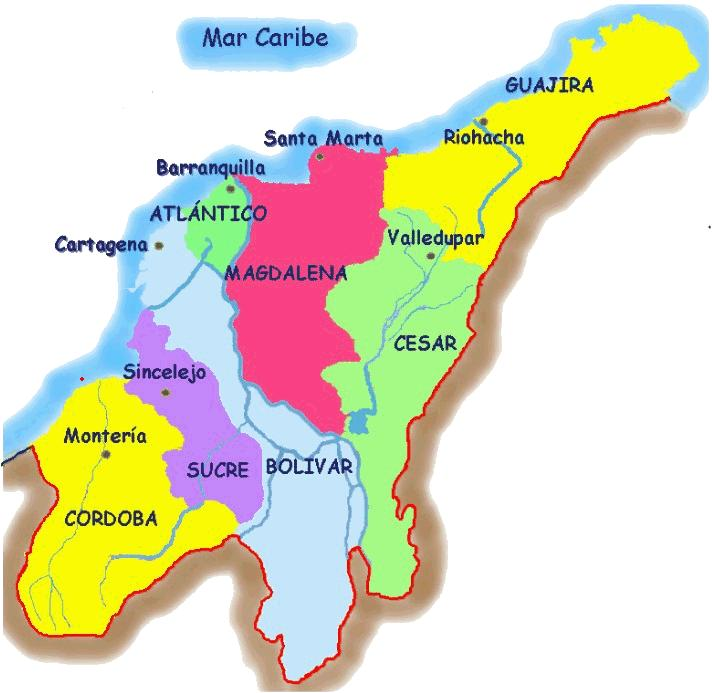 Mar Caribe
GUAJIRA
Santa Marta
Riohacha
Barranquilla
ATLÁNTICO
Cartagena
Valledupar
MAGDALENA
CESAR
Sincelejo
Montería
SUCRE
BOLIVAR
CORDOBA